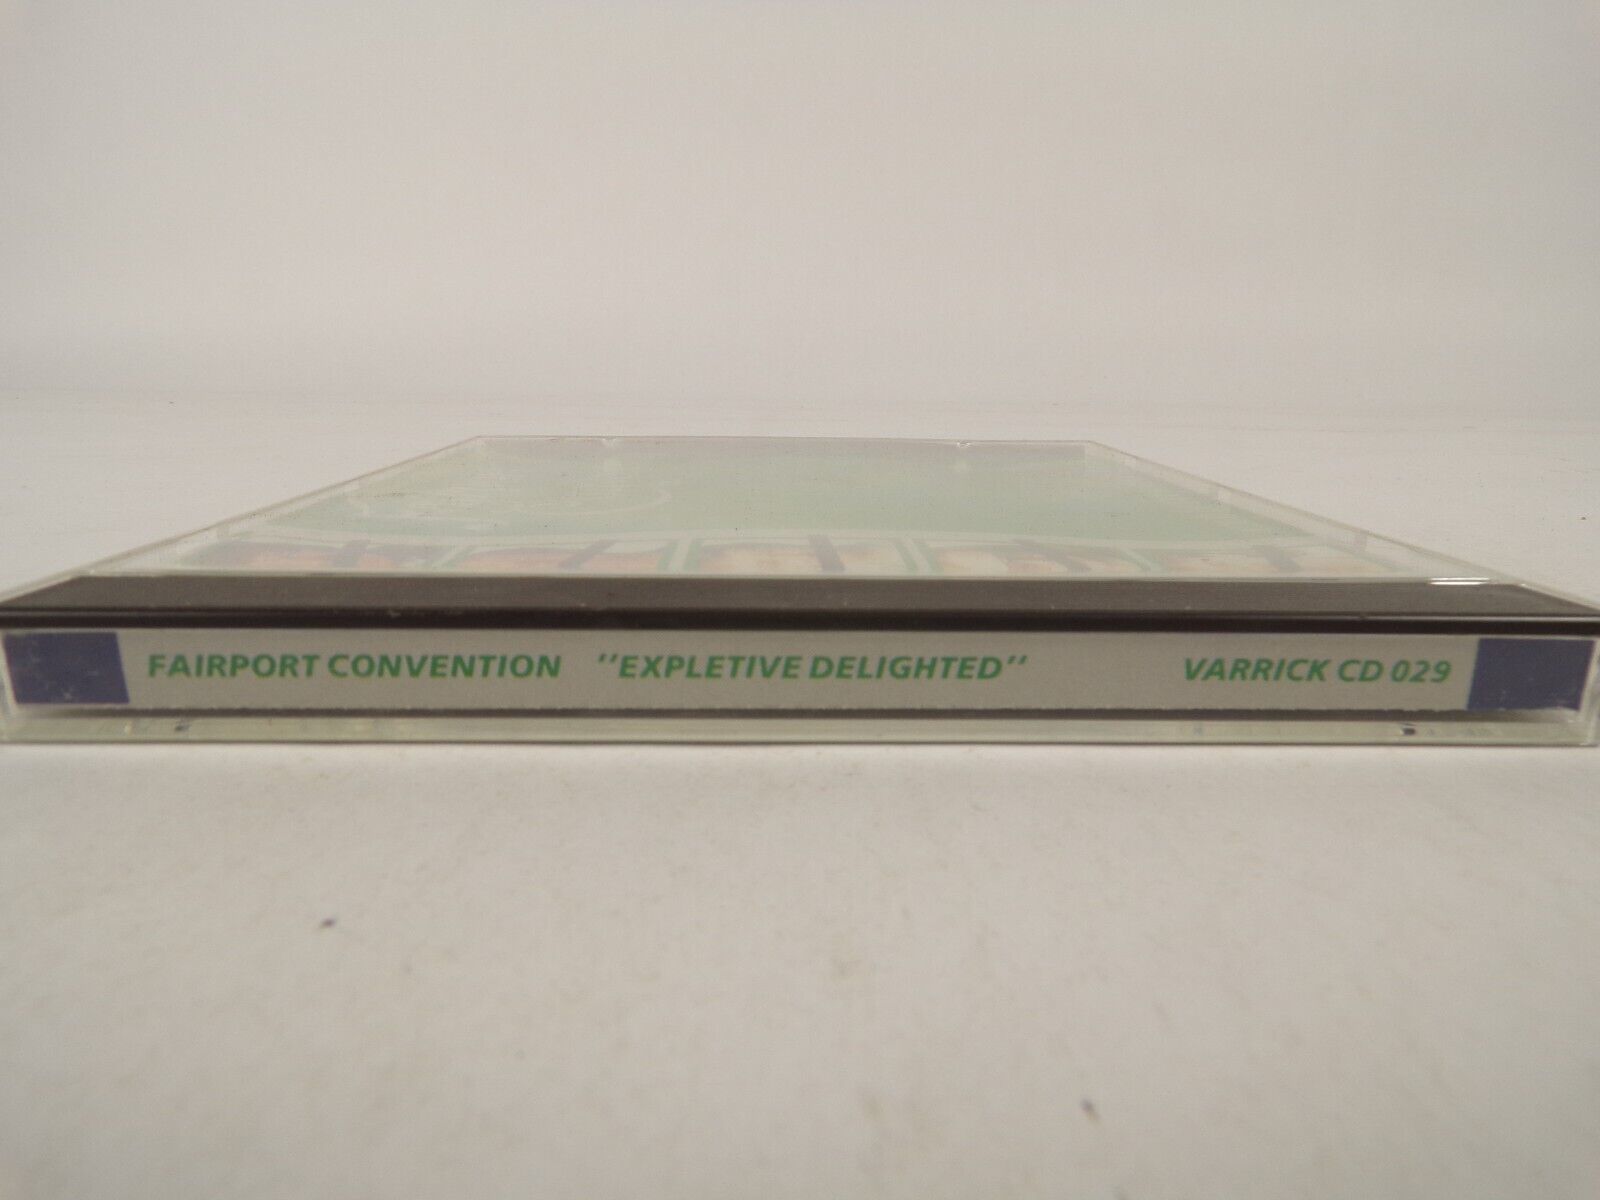 FAIRPORT CONVENTION "EXPLETIVE DELIGHTED" VARRICK CD 029